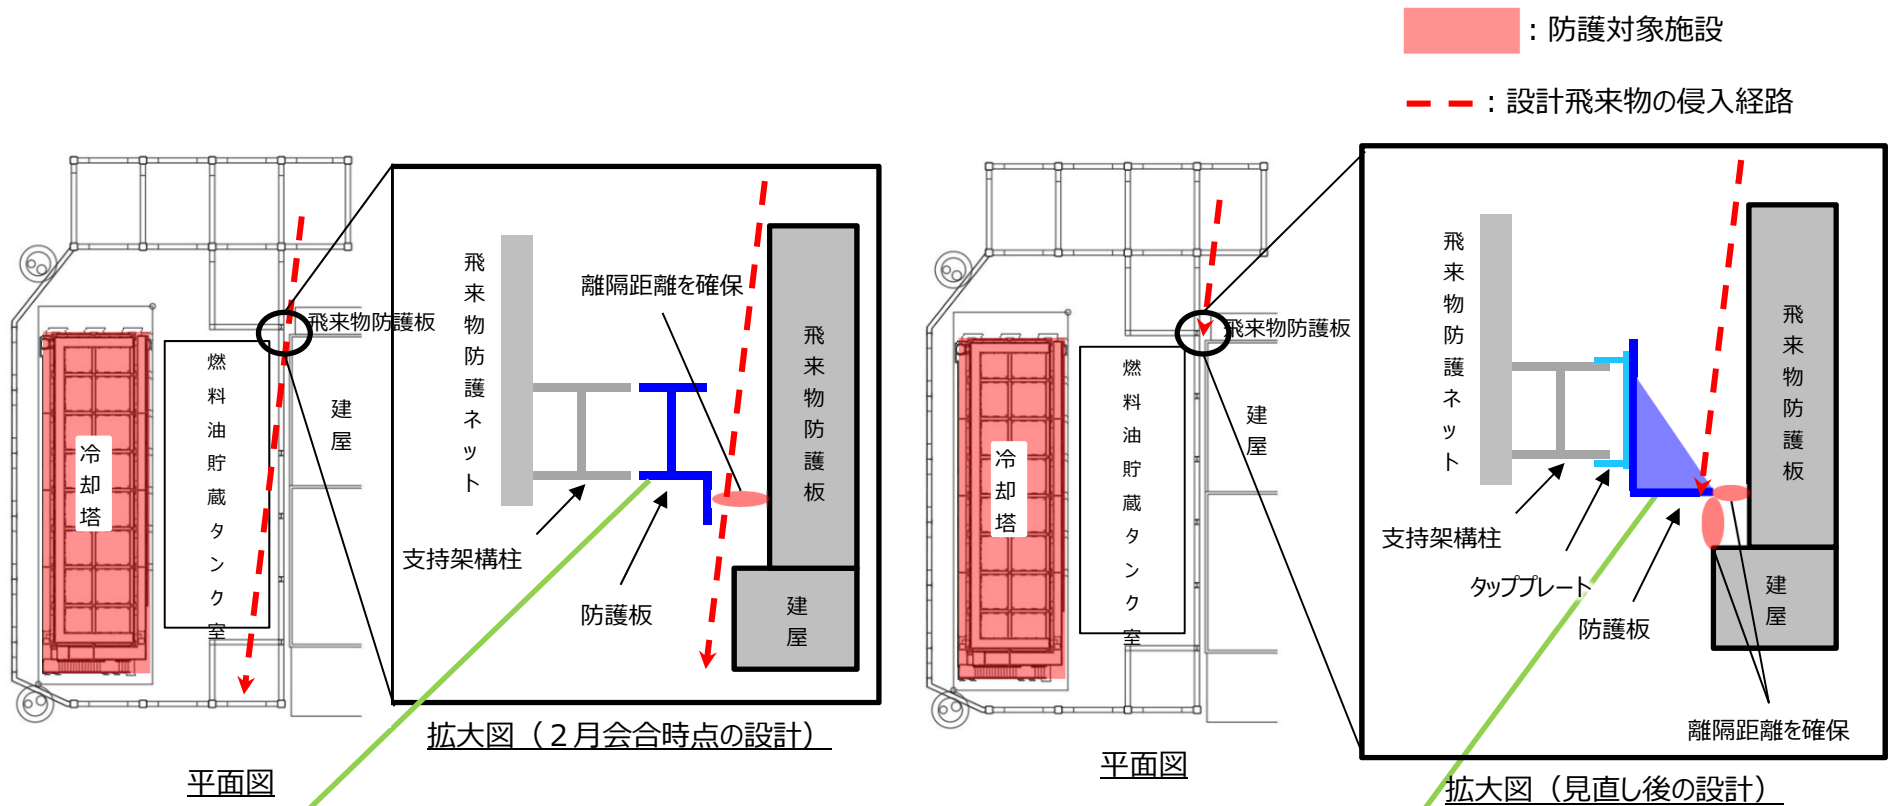 ：防護対象施設
：設計飛来物の侵入経路
飛来物防護板
燃料油貯蔵タンク室
建屋
冷却塔
平面図
飛来物防護ネット
離隔距離を確保
飛来物防護板
支持架構柱
防護板
建屋
拡大図（２月会合時点の設計）
飛来物防護板
燃料油貯蔵タンク室
建屋
冷却塔
平面図
飛来物防護ネット
飛来物防護板
支持架構柱
タッププレート
防護板
建屋
離隔距離を確保
拡大図（見直し後の設計）